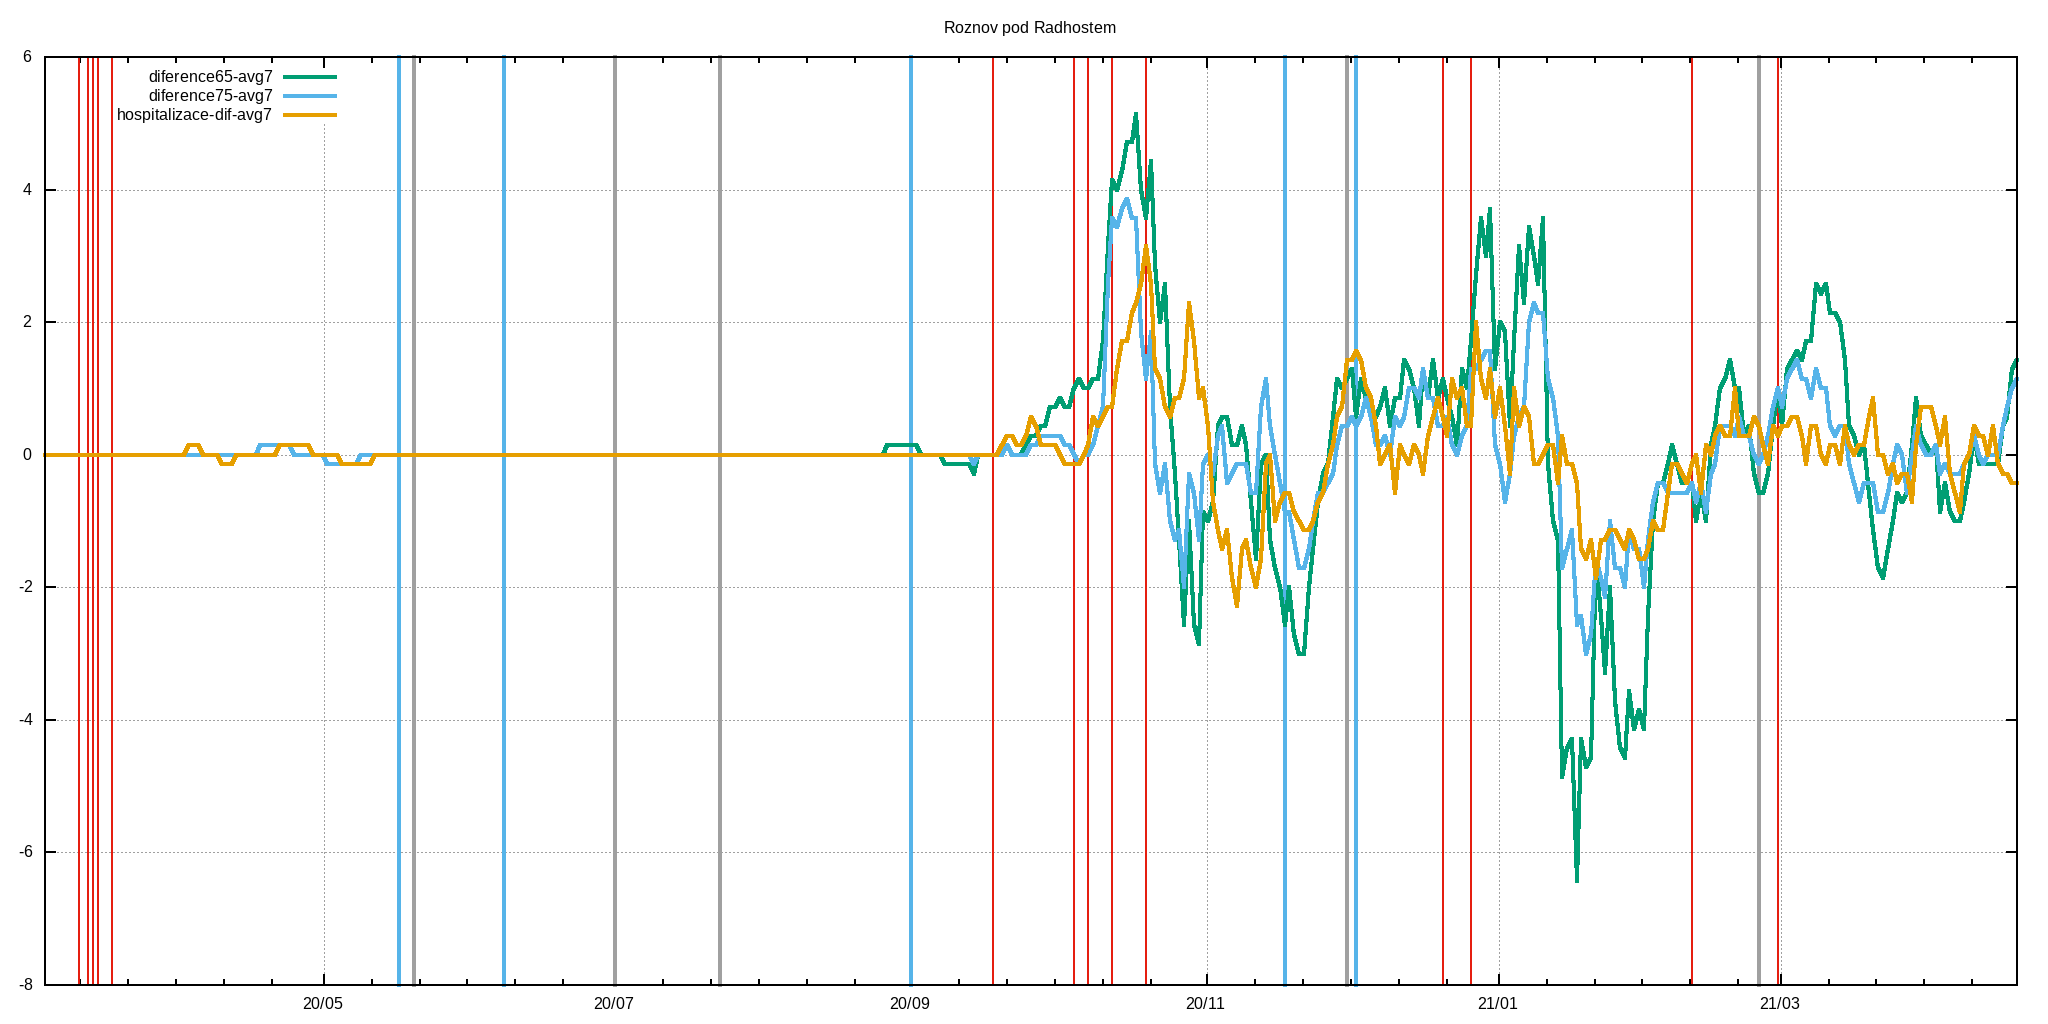 Roznov pod Radhostem
6
diference65-avg7
diference75-avg7
hospitalizace-dif-avg7
4
2
0
-2
-4
-6
-8
20/05 20/07 20/09 20/11 21/01 21/03